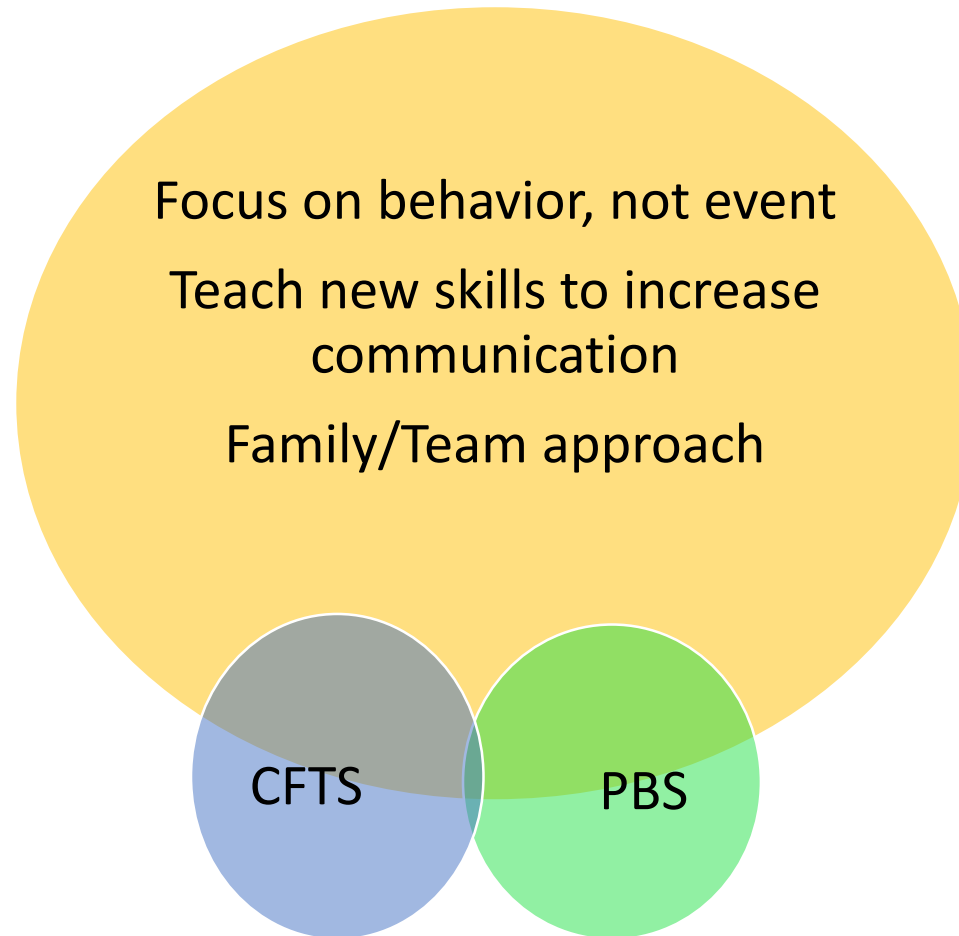 Focus on behavior, not event
Teach new skills to increase
communication
Family/Team approach
CFTS
PBS